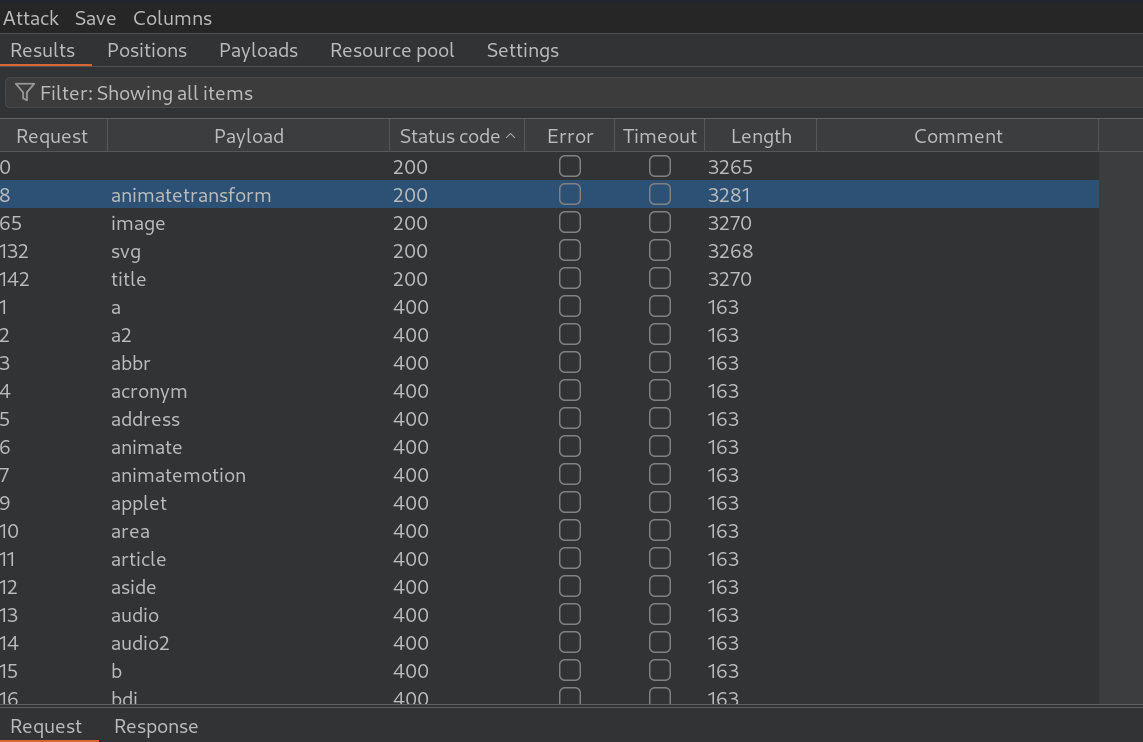 Attack Save Columns
Results Positions Payloads Resource pool Settings
Filter: Showing all items
Request Payload Status code Error Timeout Length Comment
0 200 3265
8 animatetransform 200 3281
65 image 200 3270
132 svg 200 3268
142 title 200 3270
1 a 400 163
2 a2 400 163
3 abbr 400 163
4 acronym 400 163
5 address 400 163
6 animate 400 163
7 animatemotion 400 163
9 applet 400 163
10 area 400 163
11 article 400 163
12 aside 400 163
13 audio 400 163
14 audio2 400 163
15 b 400 163
16 bdi 400 163
Request Response